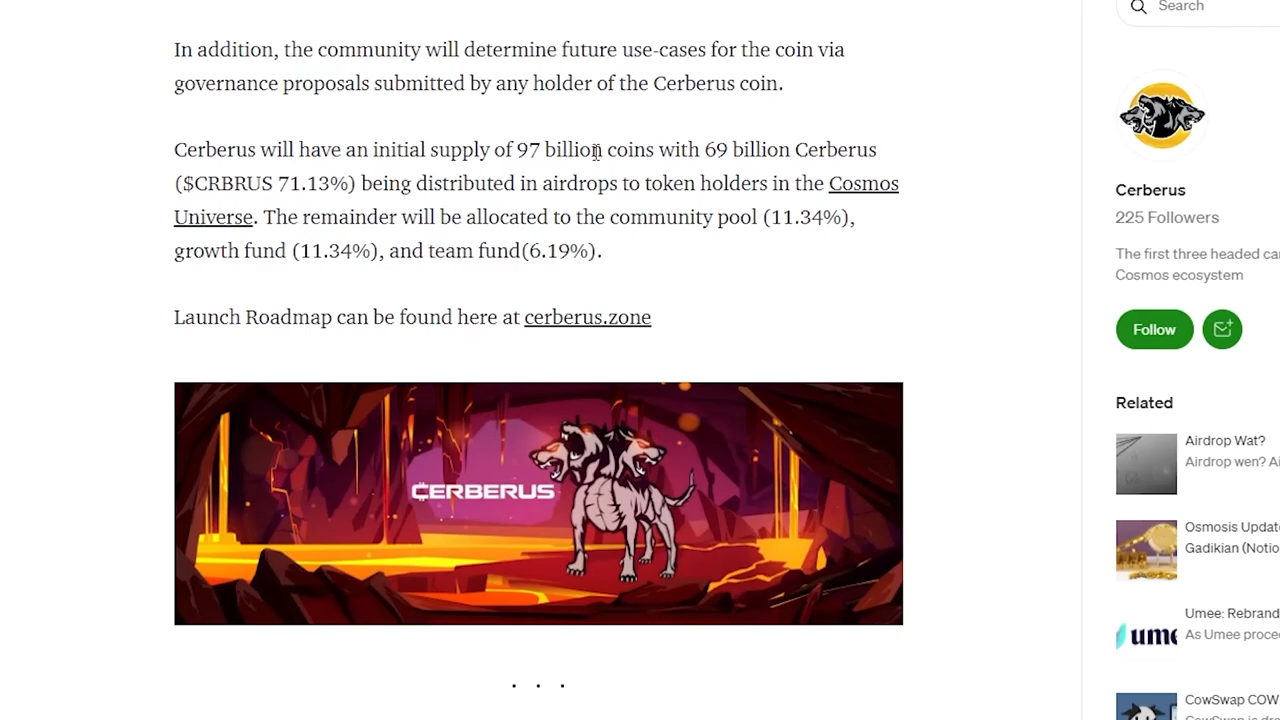 In addition, the community will determine future use-cases for the coin via
governance proposals submitted by any holder of the Cerberus coin.
Cerberus will have an initial supply of 97 billion coins with 69 billion Cerberus
($CRBRUS 71.13%) being distributed in airdrops to token holders in the Cosmos
Universe. The remainder will be allocated to the community pool (11.34%),
growth fund (11.34%), and team fund(6.19%).
Launch Roadmap can be found here at cerberus.zone
CERBERUS
. . .
Search
Cerberus
225 Followers
The first three headed ca
Cosmos ecosystem
Follow
Related
Airdrop Wat?
Airdrop wen? Ai
Osmosis Update
Gadikian (Notio
Umee: Rebrand
As Umee proce
ume
CowSwap COW